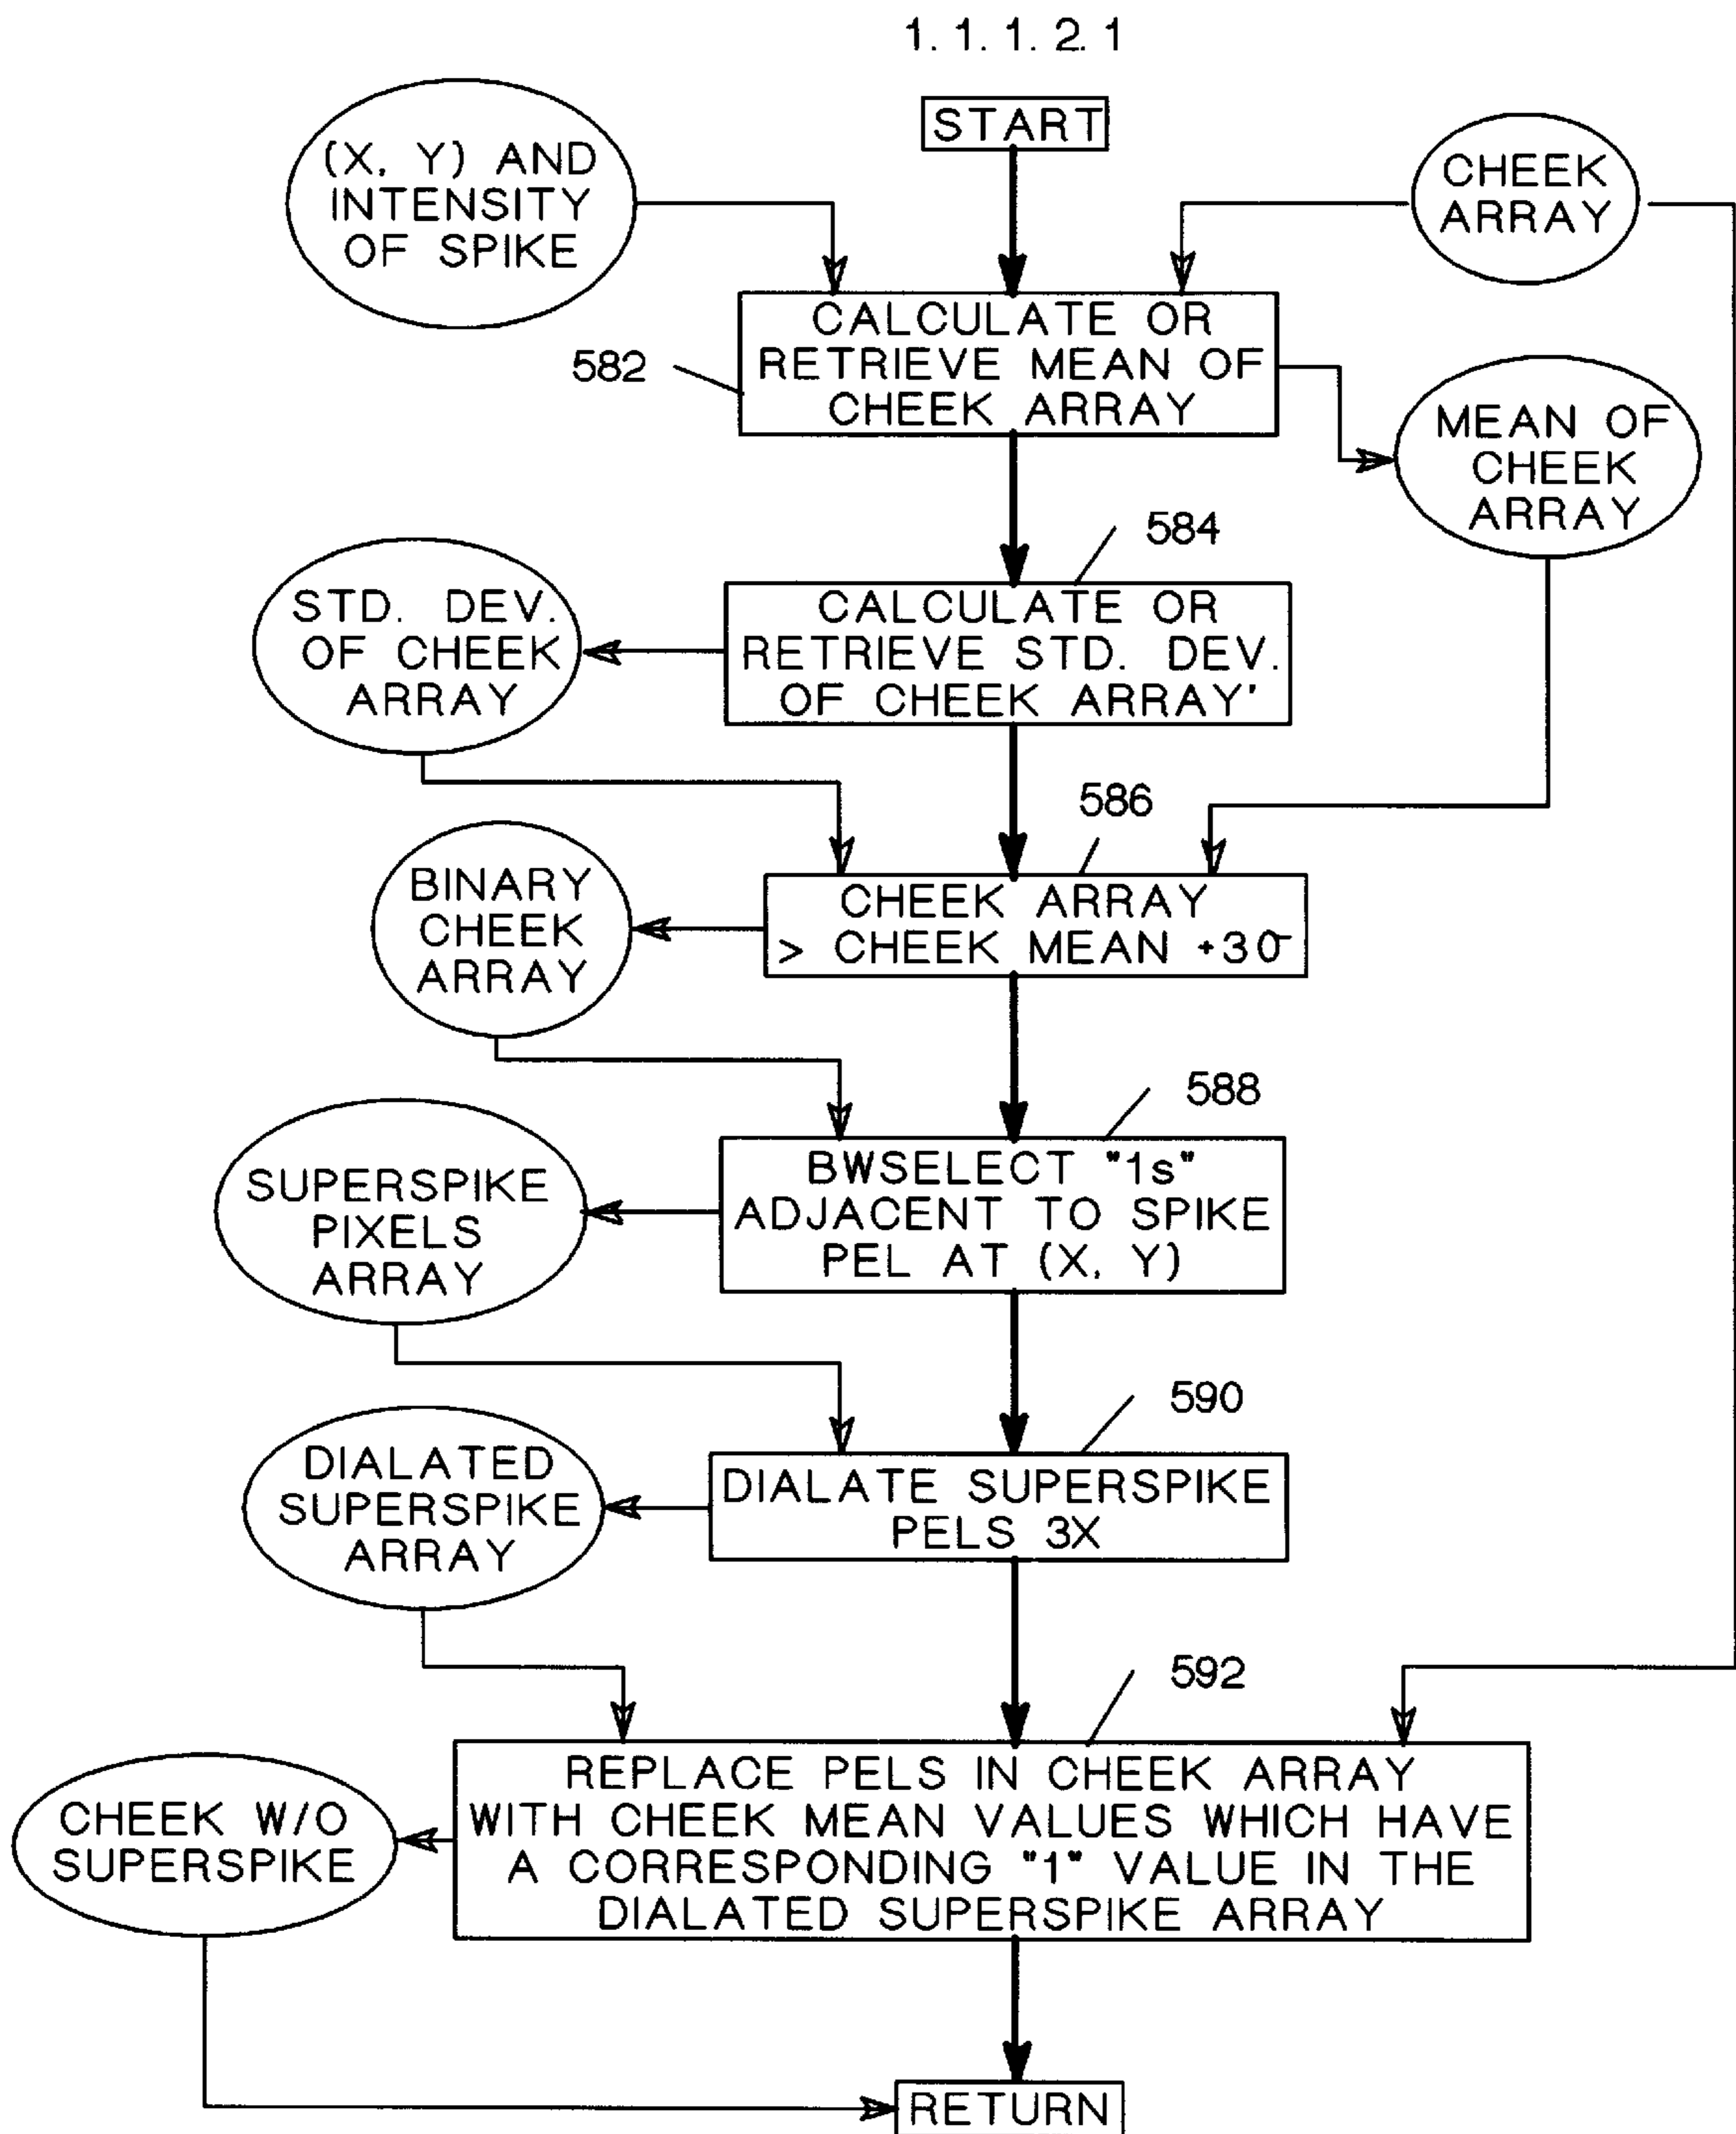 1. 1. 1. 2. 1
START
(X, Y) AND
INTENSITY
OF SPIKE
CHEEK
ARRAY
CALCULATE OR
RETRIEVE MEAN OF
CHEEK ARRAY
582
MEAN OF
CHEEK
ARRAY
584
STD. DEV.
OF CHEEK
ARRAY
CALCULATE OR
RETRIEVE STD. DEV.
OF CHEEK ARRAY'
586
BINARY
CHEEK
ARRAY
CHEEK ARRAY
> CHEEK MEAN +3σ
588
SUPERSPIKE
PIXELS
ARRAY
BWSELECT "1s"
ADJACENT TO SPIKE
PEL AT (X, Y)
590
DIALATED
SUPERSPIKE
ARRAY
DIALATE SUPERSPIKE
PELS 3X
592
CHEEK W/O
SUPERSPIKE
REPLACE PELS IN CHEEK ARRAY
WITH CHEEK MEAN VALUES WHICH HAVE
A CORRESPONDING "1" VALUE IN THE
DIALATED SUPERSPIKE ARRAY
RETURN